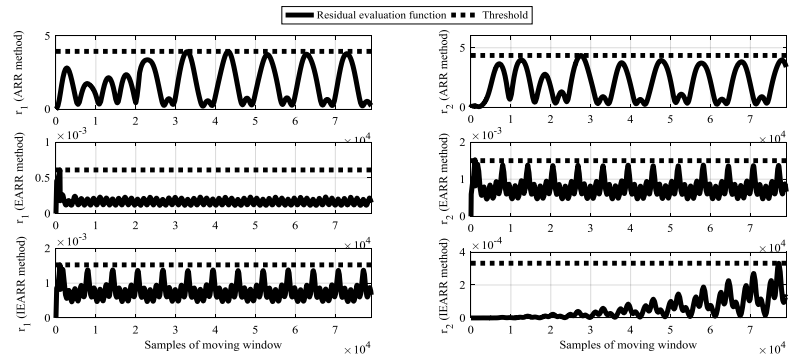 Residual evaluation function Threshold
r1 (ARR method)
5
0
0 1 2 3 4 5 6 7
×10^4
r2 (ARR method)
5
0
0 1 2 3 4 5 6 7
×10^4
r1 (EARR method)
×10^-3
1
0.5
0
0 1 2 3 4 5 6 7
×10^4
r2 (EARR method)
×10^-3
2
1
0
0 1 2 3 4 5 6 7
×10^4
r1 (IEARR method)
×10^-3
2
1
0
0 1 2 3 4 5 6 7
Samples of moving window
×10^4
r2 (IEARR method)
×10^-4
4
2
0
0 1 2 3 4 5 6 7
Samples of moving window
×10^4